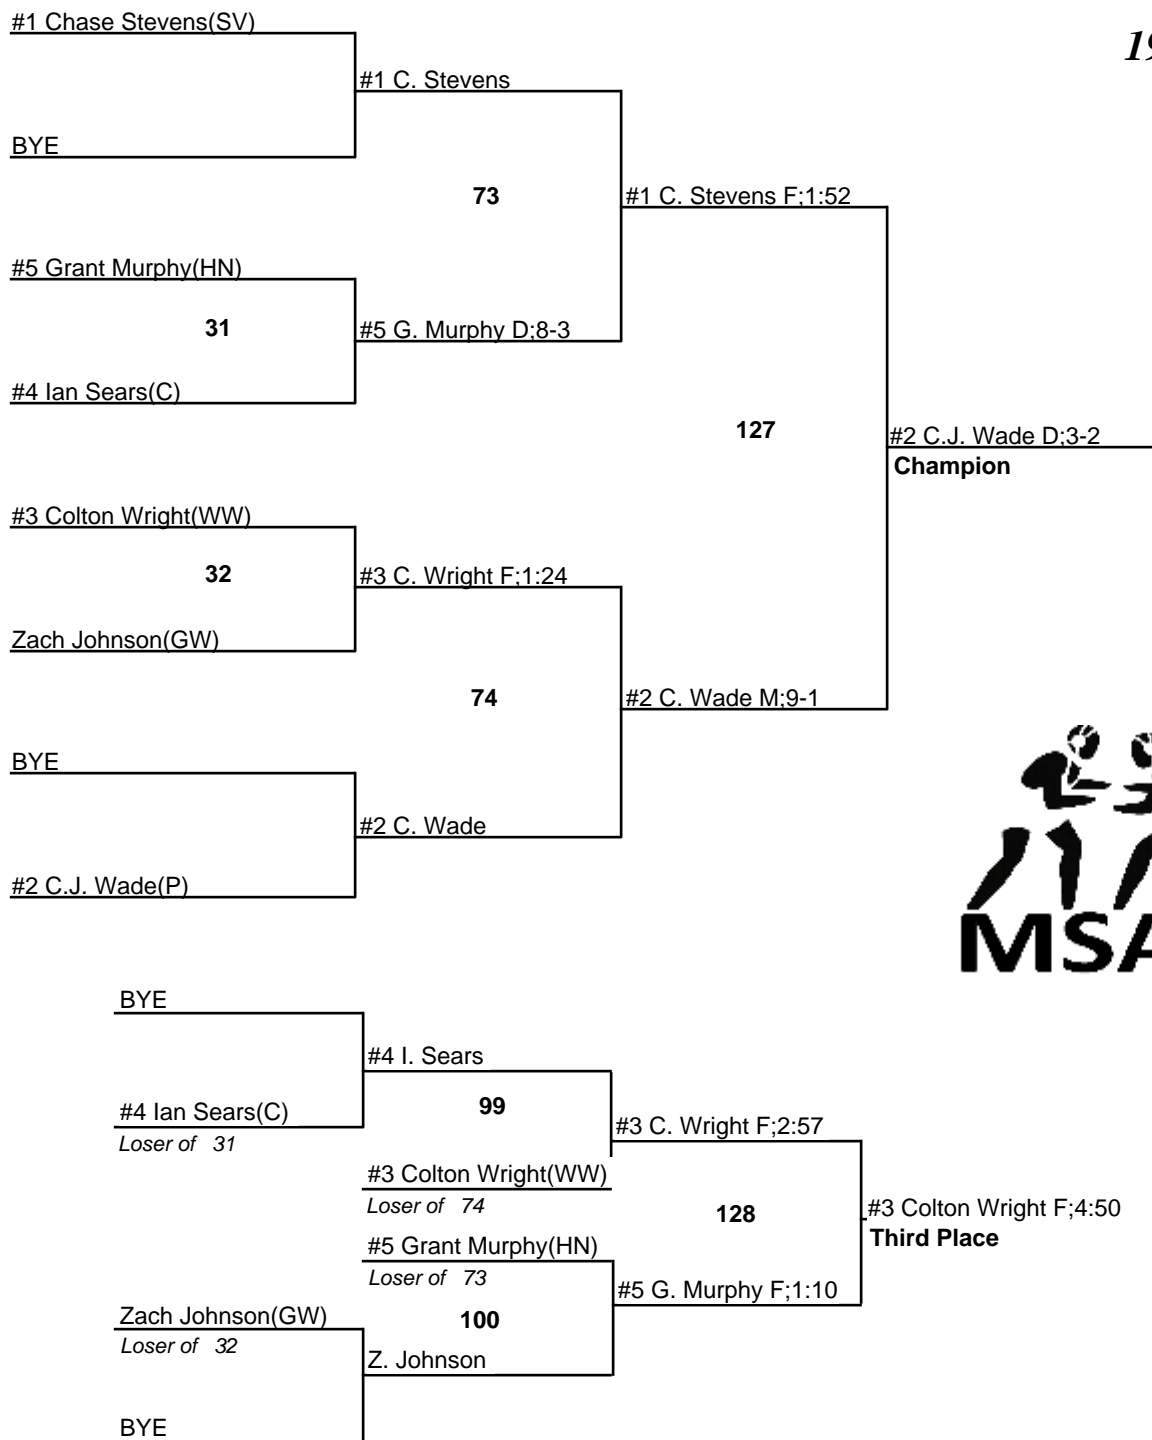 #1 Chase Stevens(SV)
19
#1 C. Stevens
BYE
73
#1 C. Stevens F;1:52
#5 Grant Murphy(HN)
31
#5 G. Murphy D;8-3
#4 Ian Sears(C)
127
#2 C.J. Wade D;3-2
Champion
#3 Colton Wright(WW)
32
#3 C. Wright F;1:24
Zach Johnson(GW)
74
#2 C. Wade M;9-1
BYE
#2 C. Wade
#2 C.J. Wade(P)
MSA
BYE
#4 I. Sears
99
#4 Ian Sears(C)
Loser of 31
#3 C. Wright F;2:57
#3 Colton Wright(WW)
Loser of 74
128
#3 Colton Wright F;4:50
Third Place
#5 Grant Murphy(HN)
Loser of 73
#5 G. Murphy F;1:10
Zach Johnson(GW)
100
Loser of 32
Z. Johnson
BYE